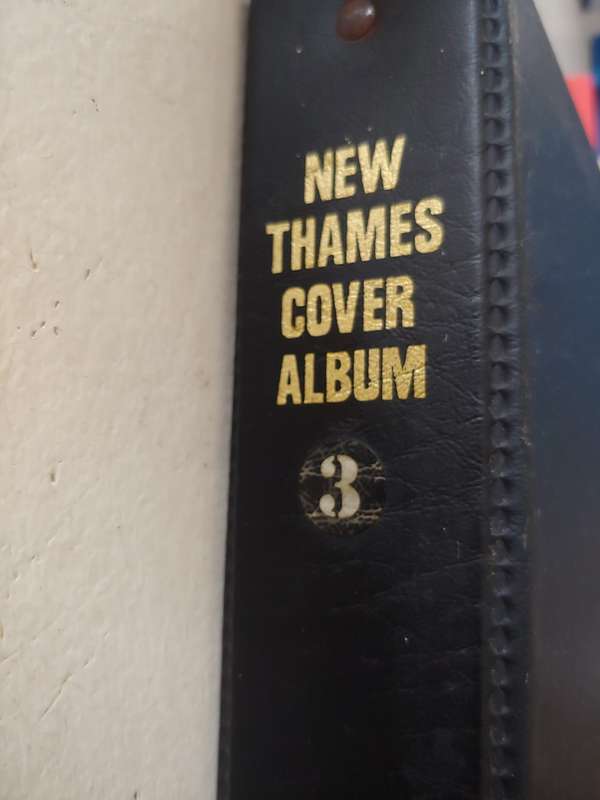 NEW
THAMES
COVER
ALBUM
3